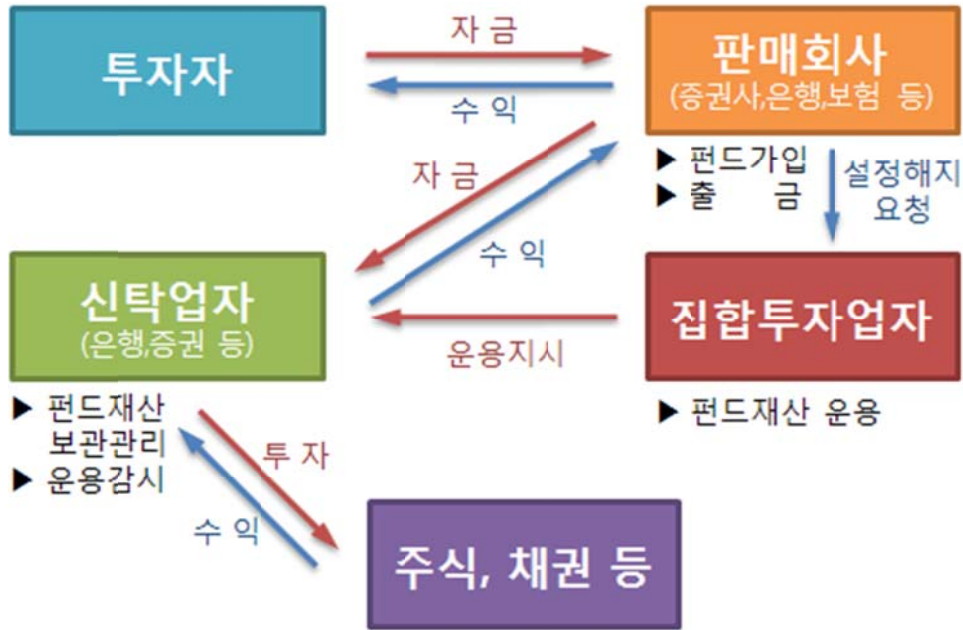 투자자
자 금
수 익
판매회사
(증권사,은행,보험 등)
▶ 펀드가입
▶ 출 금
설정해지
요청
자 금
수 익
신탁업자
(은행,증권 등)
운용지시
집합투자업자
▶ 펀드재산
보관관리
▶ 운용감시
▶ 펀드재산 운용
투 자
수 익
주식, 채권 등